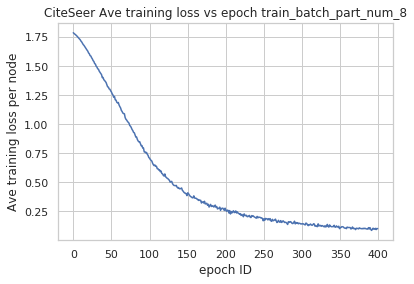 CiteSeer Ave training loss vs epoch train_batch_part_num_8
Ave training loss per node
1.75
1.50
1.25
1.00
0.75
0.50
0.25
0 50 100 150 200 250 300 350 400
epoch ID